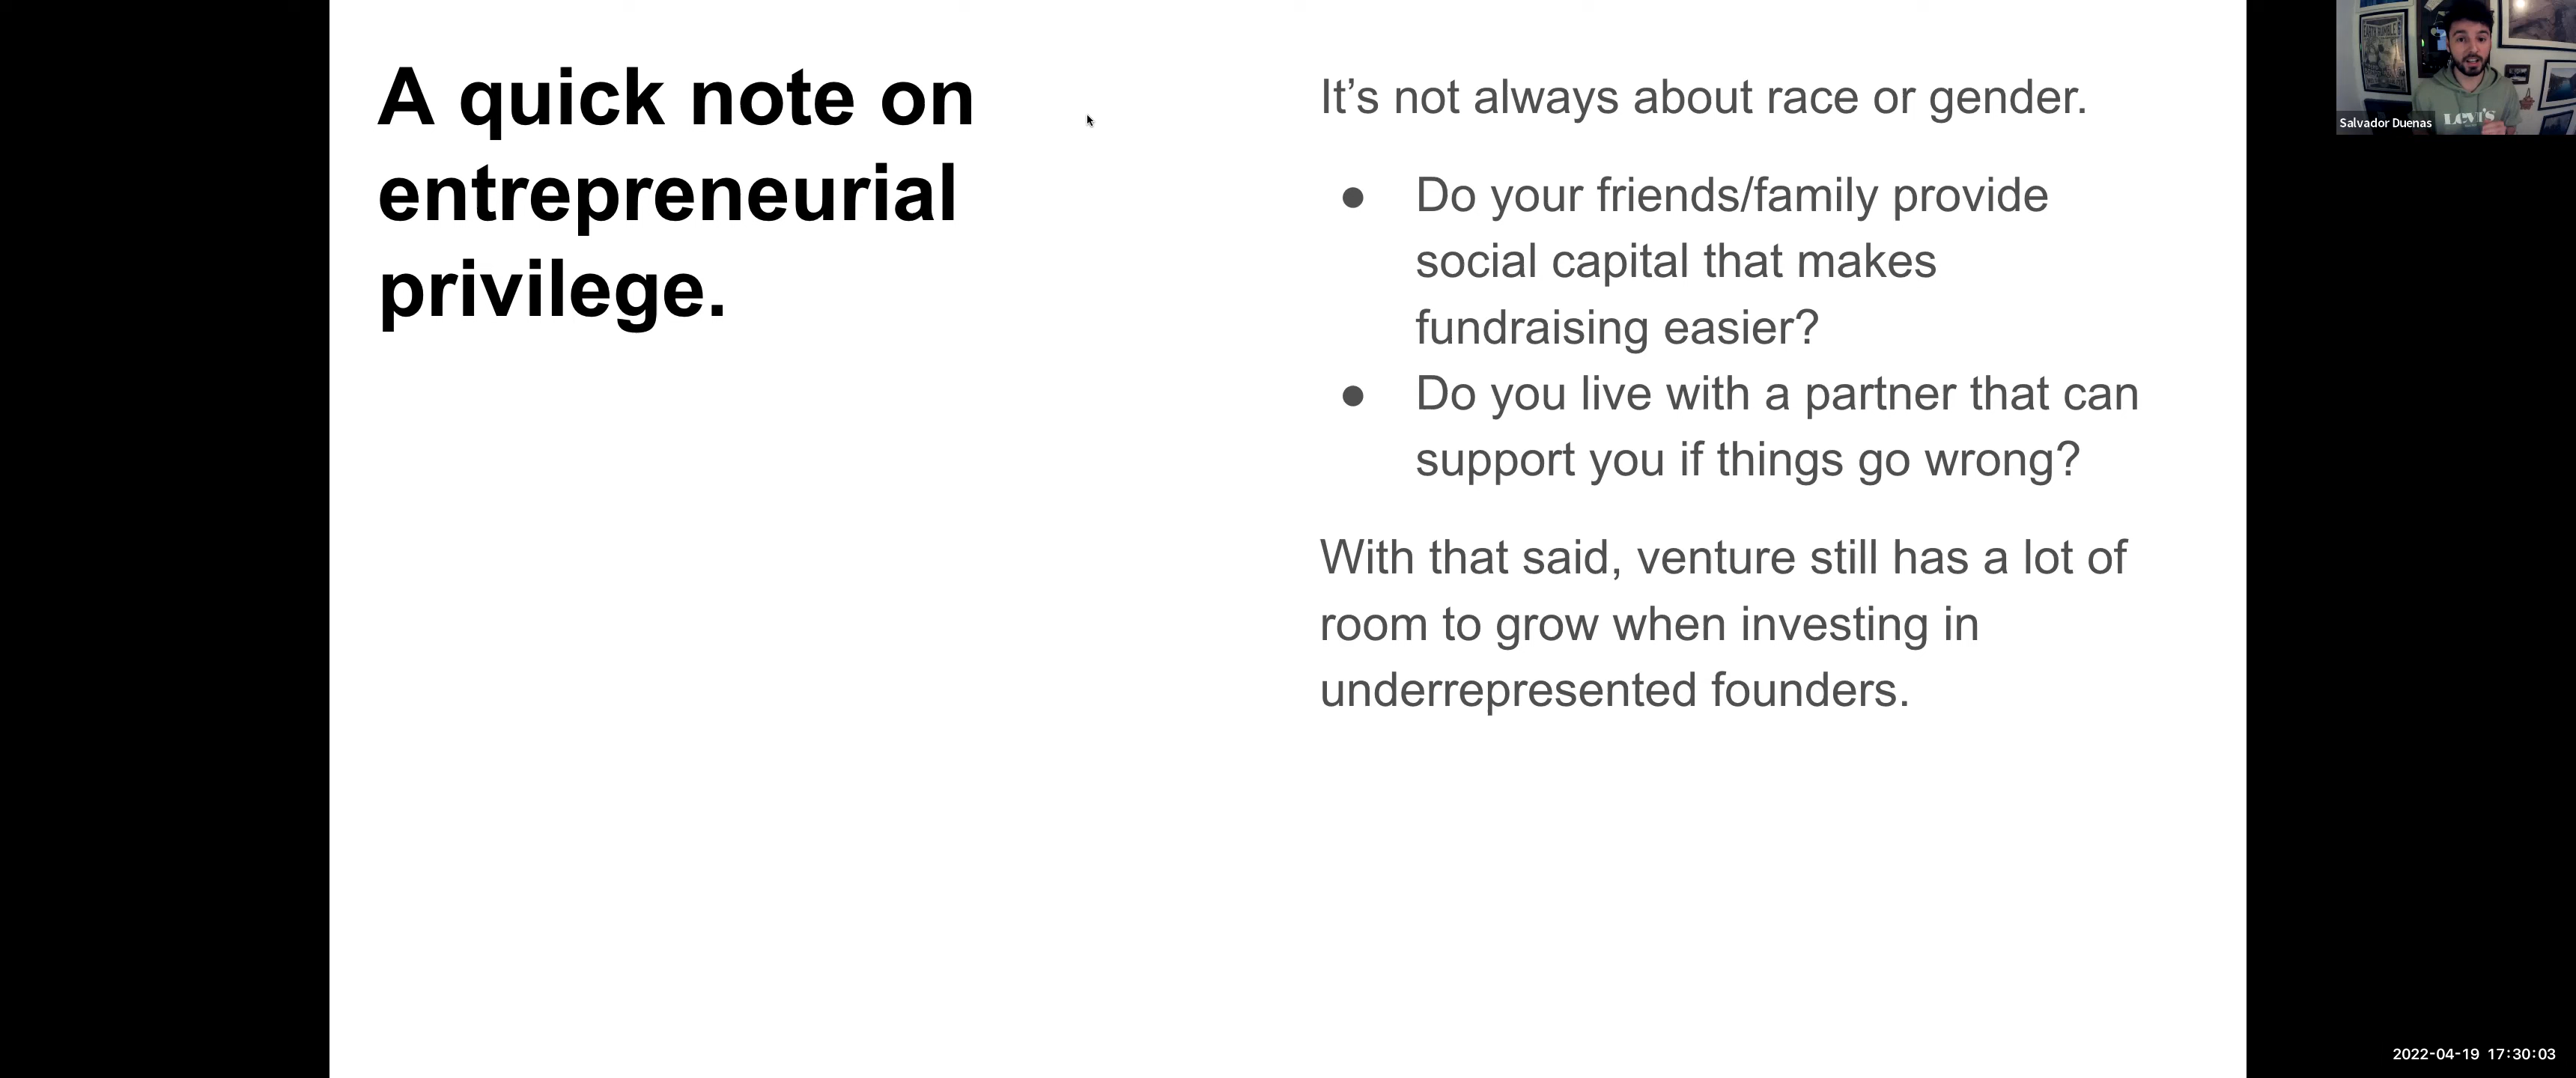 A quick note on
entrepreneurial
privilege.
It’s not always about race or gender.
● Do your friends/family provide
social capital that makes
fundraising easier?
● Do you live with a partner that can
support you if things go wrong?
With that said, venture still has a lot of
room to grow when investing in
underrepresented founders.
Salvador Duenas
Levi's
2022-04-19 17:30:03